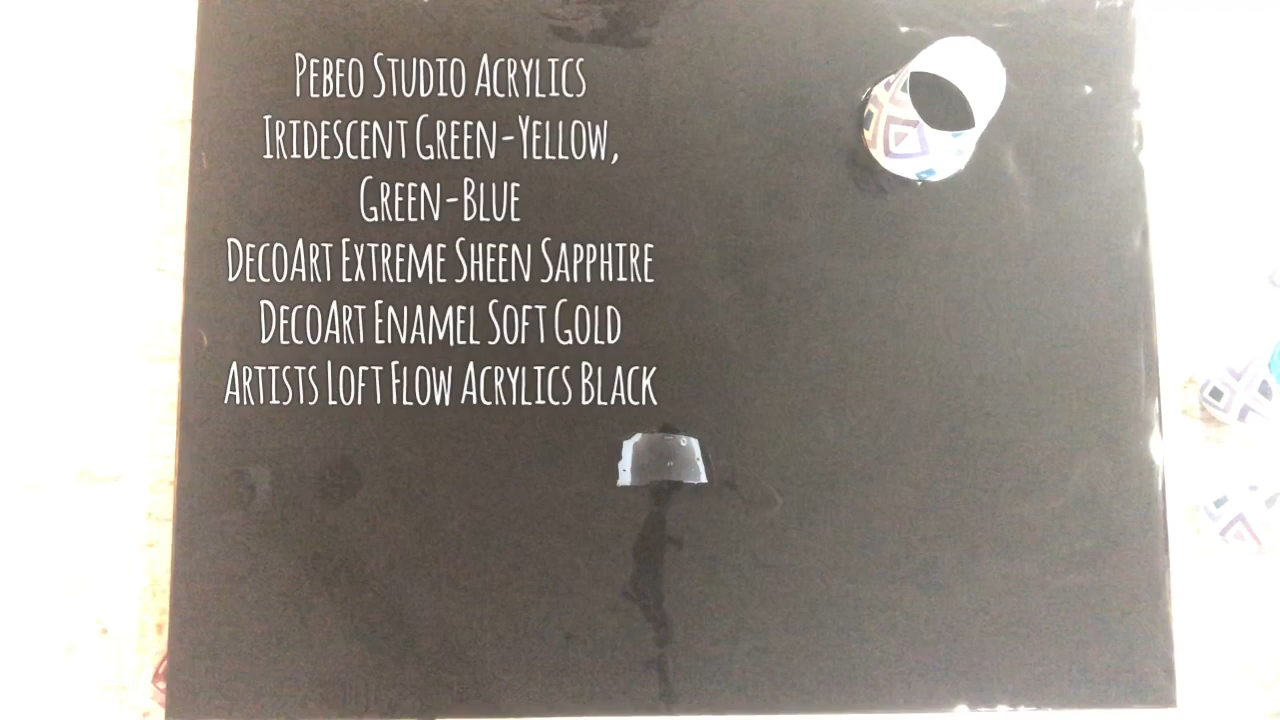 Pebeo Studio Acrylics
Iridescent Green-Yellow,
Green-Blue
DecoArt Extreme Sheen Sapphire
DecoArt Enamel Soft Gold
Artists Loft Flow Acrylics Black